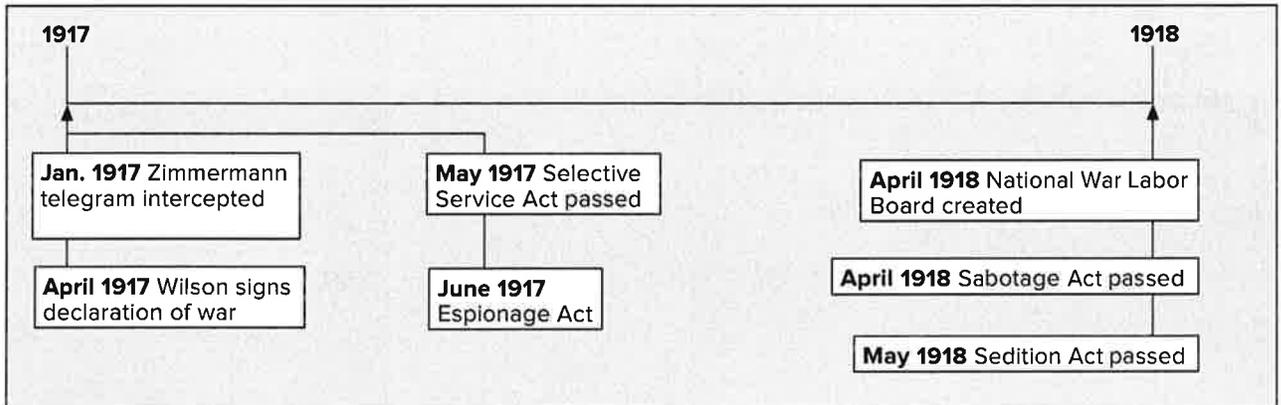 1917
1918
Jan. 1917 Zimmermann
telegram intercepted
April 1917 Wilson signs
declaration of war
May 1917 Selective
Service Act passed
June 1917
Espionage Act
April 1918 National War Labor
Board created
April 1918 Sabotage Act passed
May 1918 Sedition Act passed